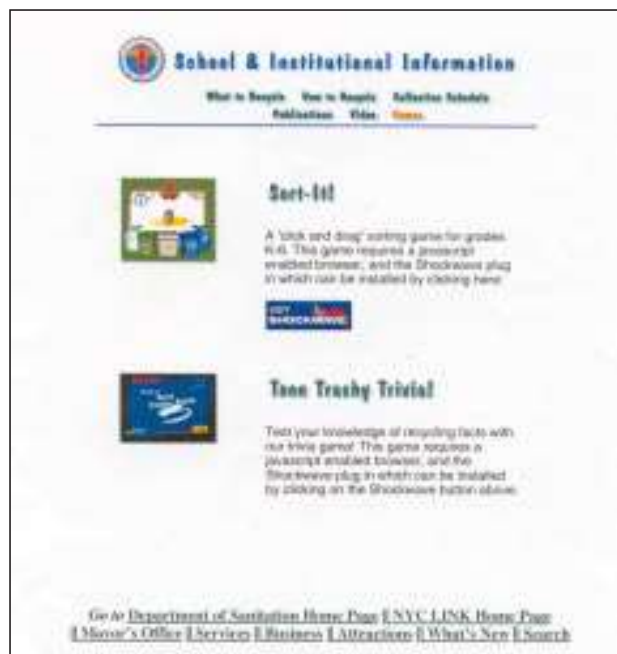 School & Institutional Information
What to Recycle How to Recycle Collection Schedule
Publications Video Games
Sort-It!
A 'click and drag' sorting game for grades
K-6. This game requires a javascript
enabled browser, and the Shockwave plug
in which can be installed by clicking here
GET
SHOCKWAVE
Teen Trashy Trivia!
Test your knowledge of recycling facts with
our trivia game! This game requires a
javascript enabled browser, and the
Shockwave plug in which can be installed
by clicking on the Shockwave button above.
Go to Department of Sanitation Home Page || NYC LINK Home Page
|| Mayor's Office || Services || Business || Attractions || What's New || Search